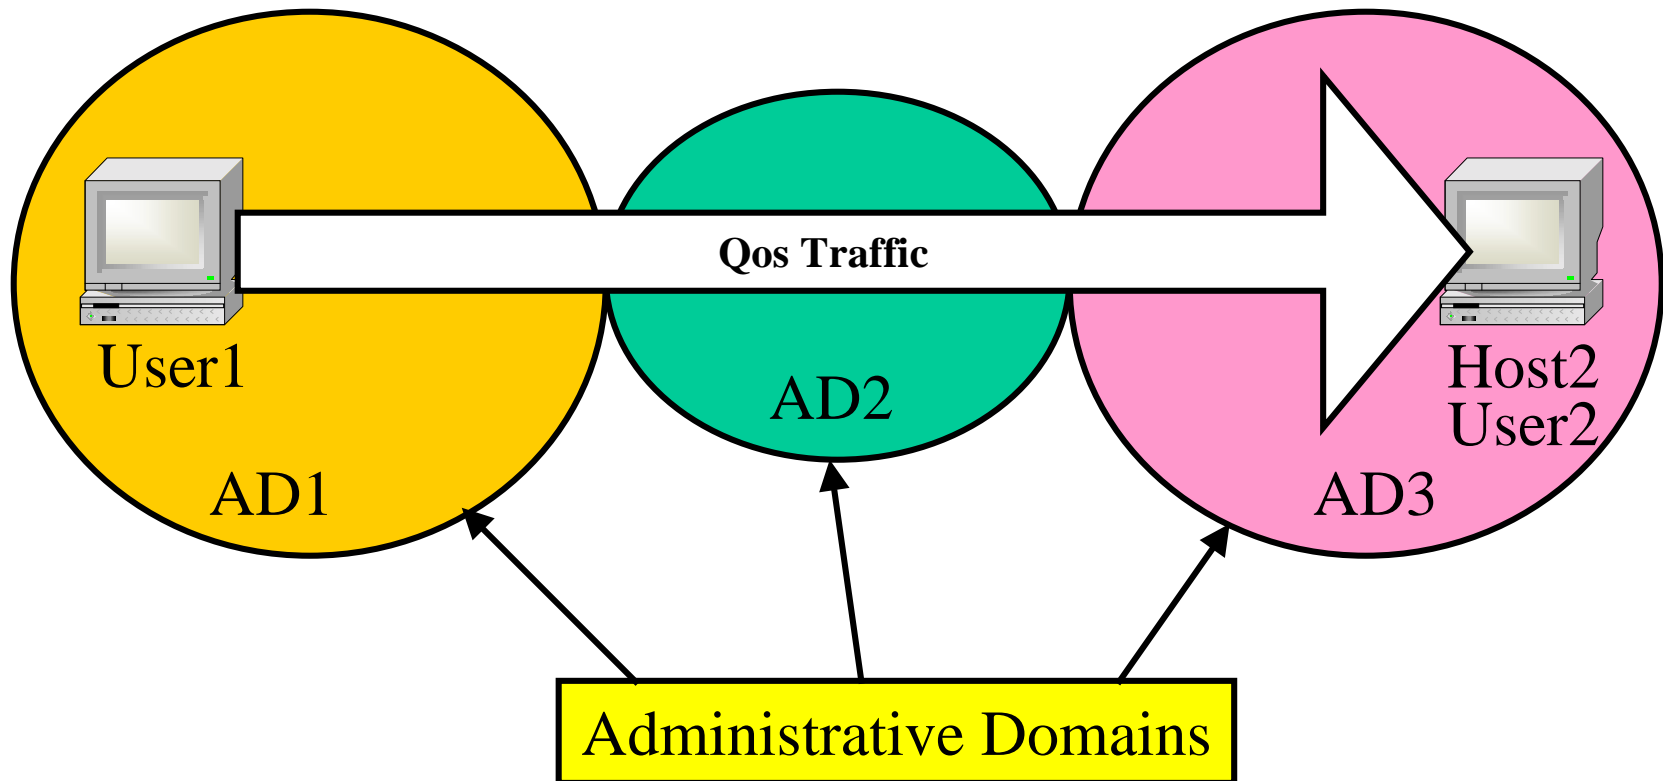 Qos Traffic
User1
Host2
User2
AD2
AD1
AD3
Administrative Domains